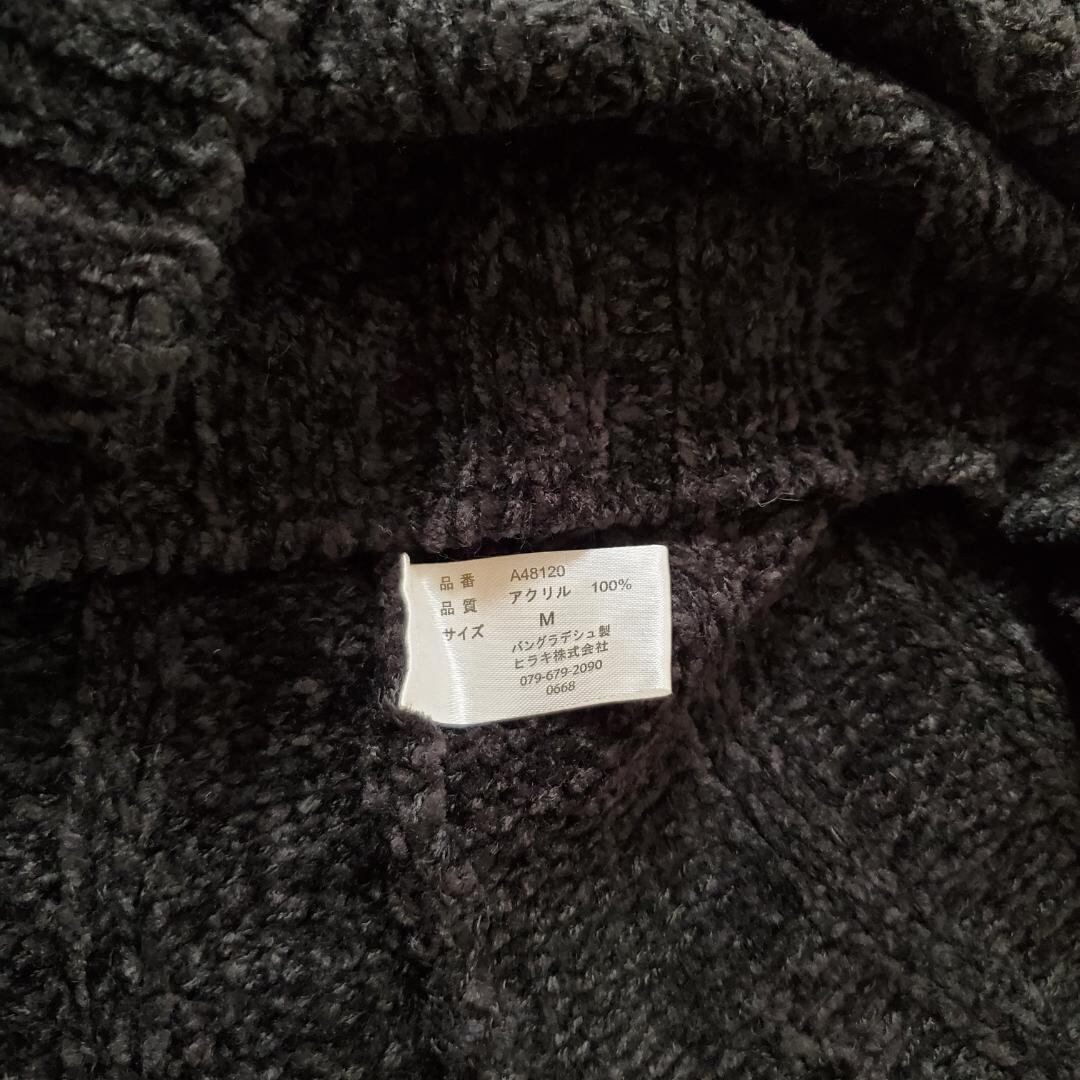 品番 A48120
品質 アクリル 100%
サイズ M
バングラデシュ製
ヒラキ株式会社
079-679-2090
0668